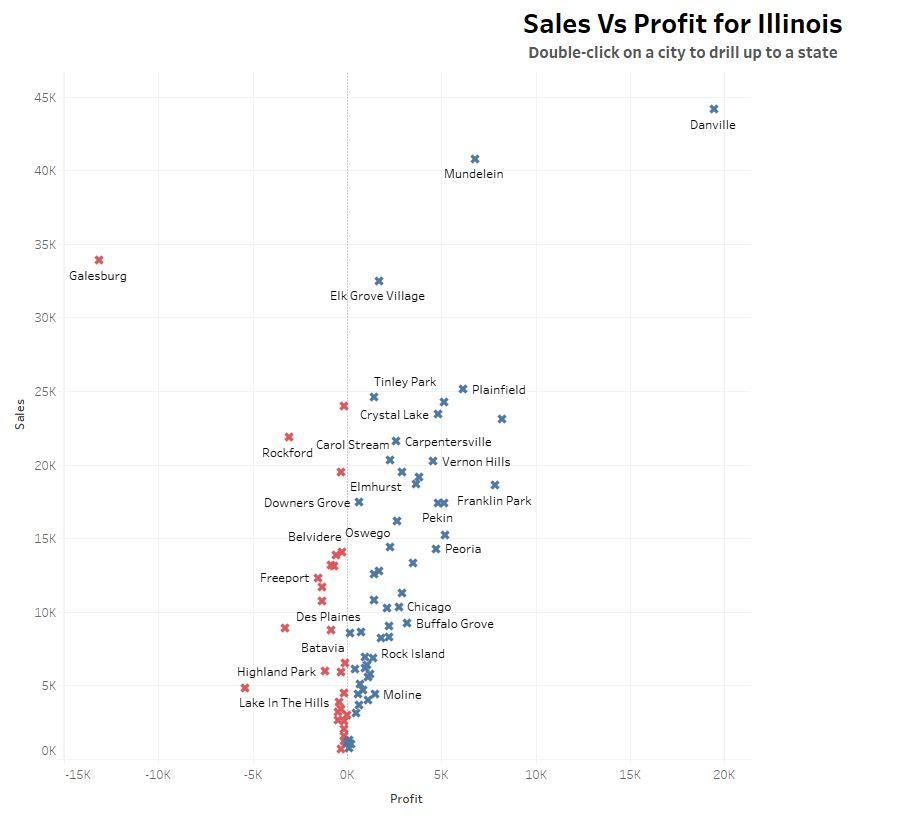 Sales Vs Profit for Illinois
Double-click on a city to drill up to a state
45K
Danville
40K
Mundelein
35K
Galesburg
Elk Grove Village
30K
25K
Tinley Park
Plainfield
Crystal Lake
Sales
Rockford
Carol Stream
Carpentersville
20K
Vernon Hills
Elmhurst
Downers Grove
Franklin Park
Pekin
15K
Belvidere
Oswego
Peoria
Freeport
10K
Des Plaines
Chicago
Buffalo Grove
Batavia
Rock Island
Highland Park
5K
Lake In The Hills
Moline
0K
-15K
-10K
-5K
0K
5K
10K
15K
20K
Profit